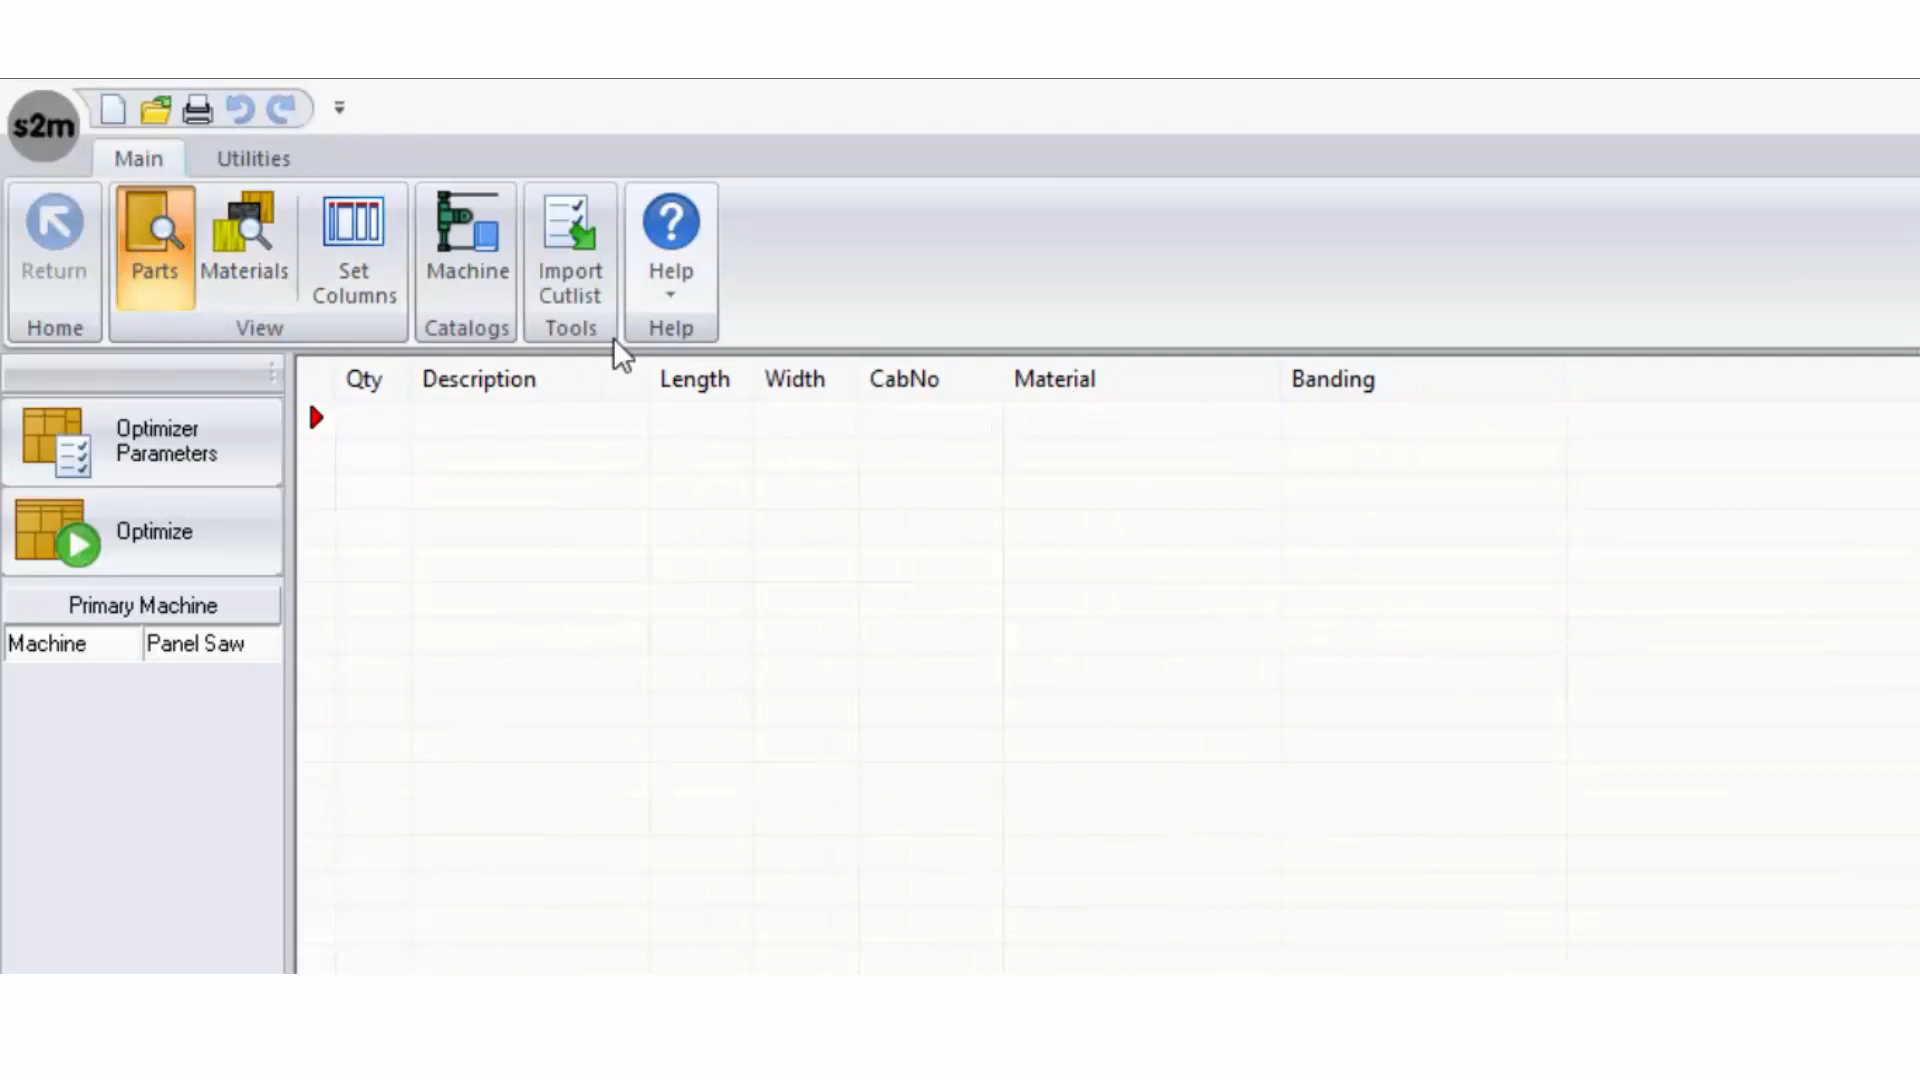 s2m
Main Utilities
Return Parts Materials Set Columns Machine Import Cutlist Help
Home View Catalogs Tools Help
Qty Description Length Width CabNo Material Banding
Optimizer
Parameters
Optimize
Primary Machine
Machine Panel Saw